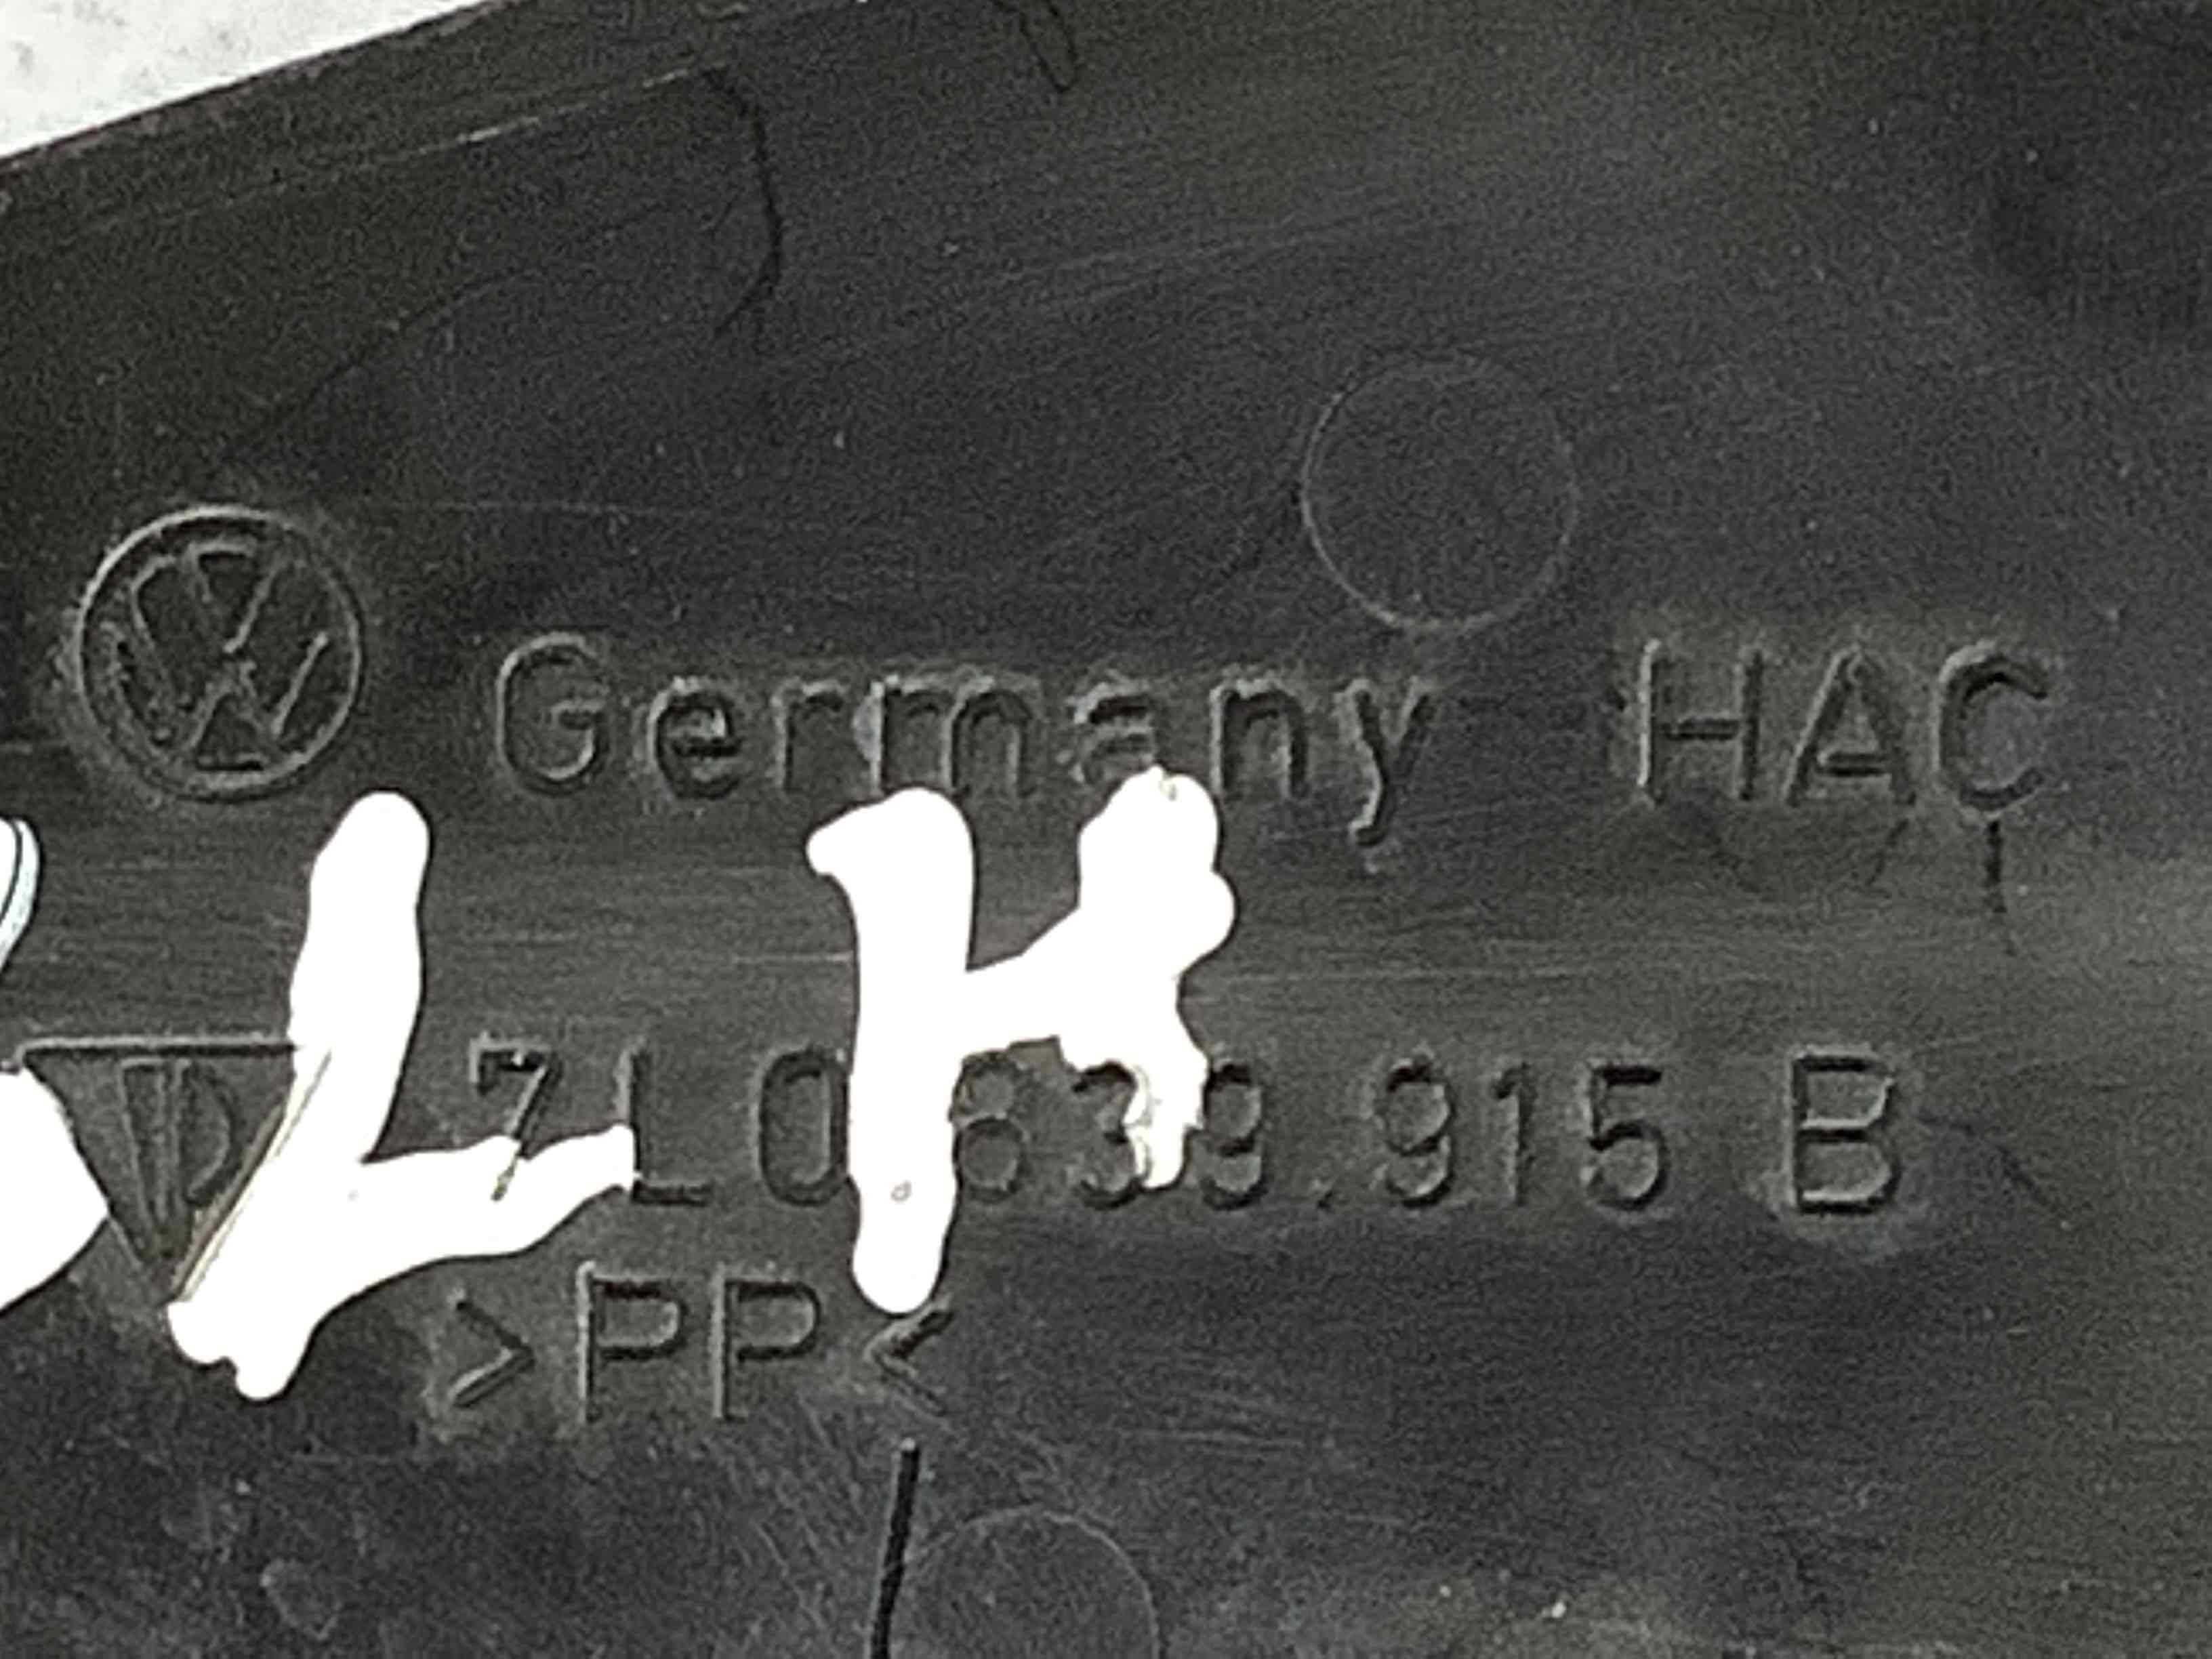 Germany HAC
LH
7L0 839.915 B
>PP<